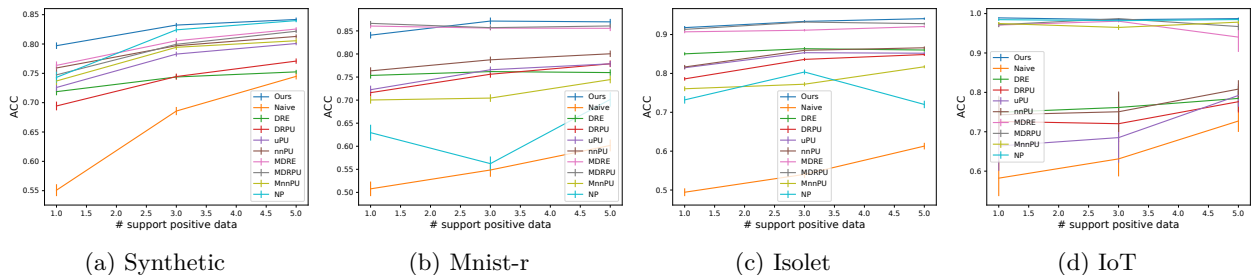 0.85
0.80
0.75
0.70
0.65
0.60
0.55
ACC
Ours
Naive
DRE
DRPU
uPU
nnPU
MDRE
MDRPU
MnnPU
NP
1.0 1.5 2.0 2.5 3.0 3.5 4.0 4.5 5.0
# support positive data
(a) Synthetic
0.85
0.80
0.75
0.70
0.65
0.60
0.55
0.50
ACC
Ours
Naive
DRE
DRPU
uPU
nnPU
MDRE
MDRPU
MnnPU
NP
1.0 1.5 2.0 2.5 3.0 3.5 4.0 4.5 5.0
# support positive data
(b) Mnist-r
0.9
0.8
0.7
0.6
0.5
ACC
Ours
Naive
DRE
DRPU
uPU
nnPU
MDRE
MDRPU
MnnPU
NP
1.0 1.5 2.0 2.5 3.0 3.5 4.0 4.5 5.0
# support positive data
(c) Isolet
1.0
0.9
0.8
0.7
0.6
ACC
Ours
Naive
DRE
DRPU
uPU
nnPU
MDRE
MDRPU
MnnPU
NP
1.0 1.5 2.0 2.5 3.0 3.5 4.0 4.5 5.0
# support positive data
(d) IoT